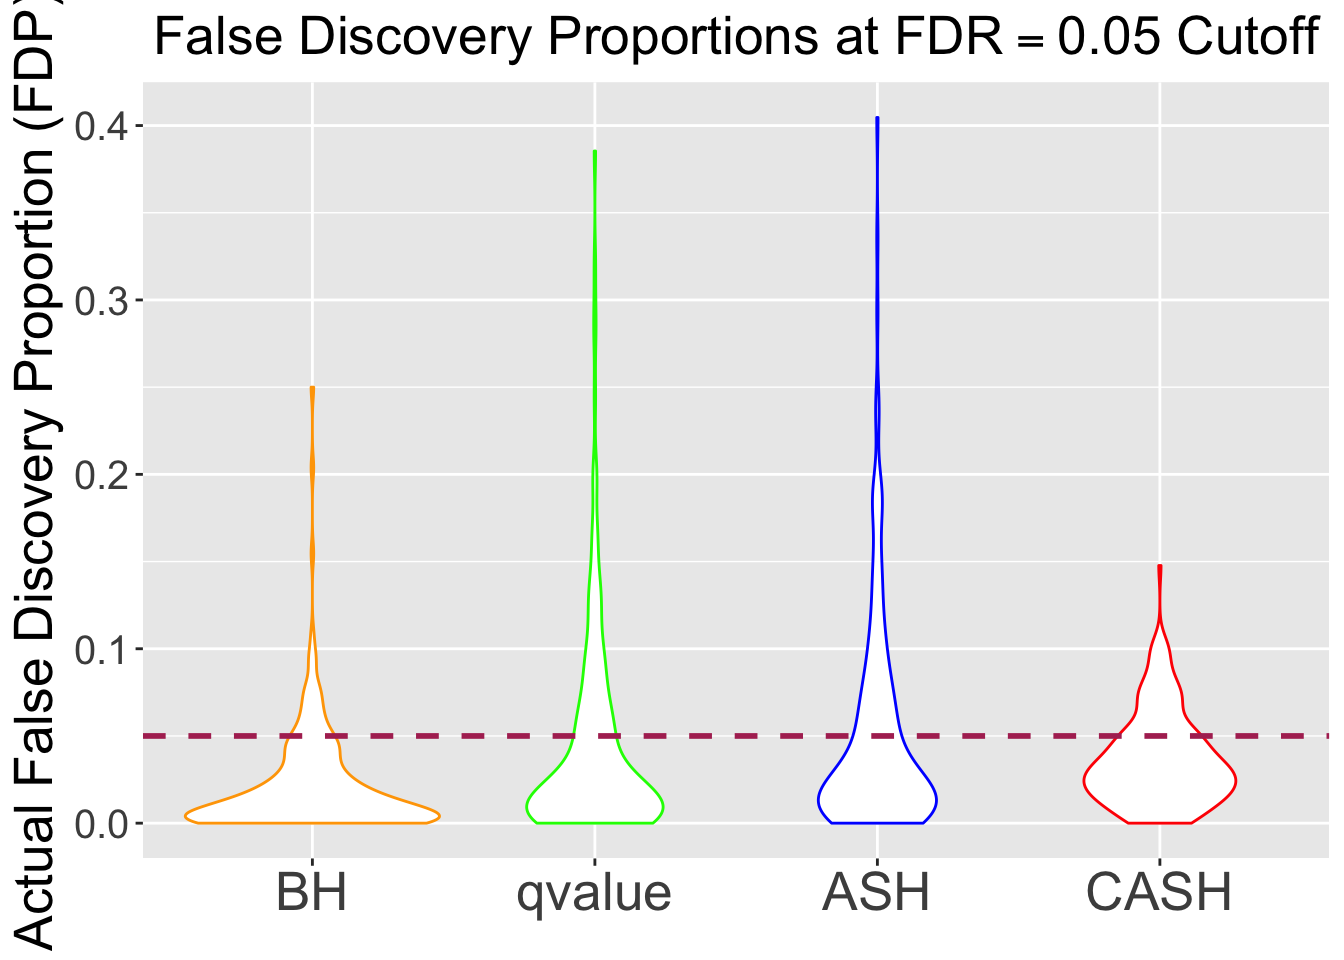 False Discovery Proportions at FDR = 0.05 Cutoff
Actual False Discovery Proportion (FDP)
0.4
0.3
0.2
0.1
0.0
BH
qvalue
ASH
CASH